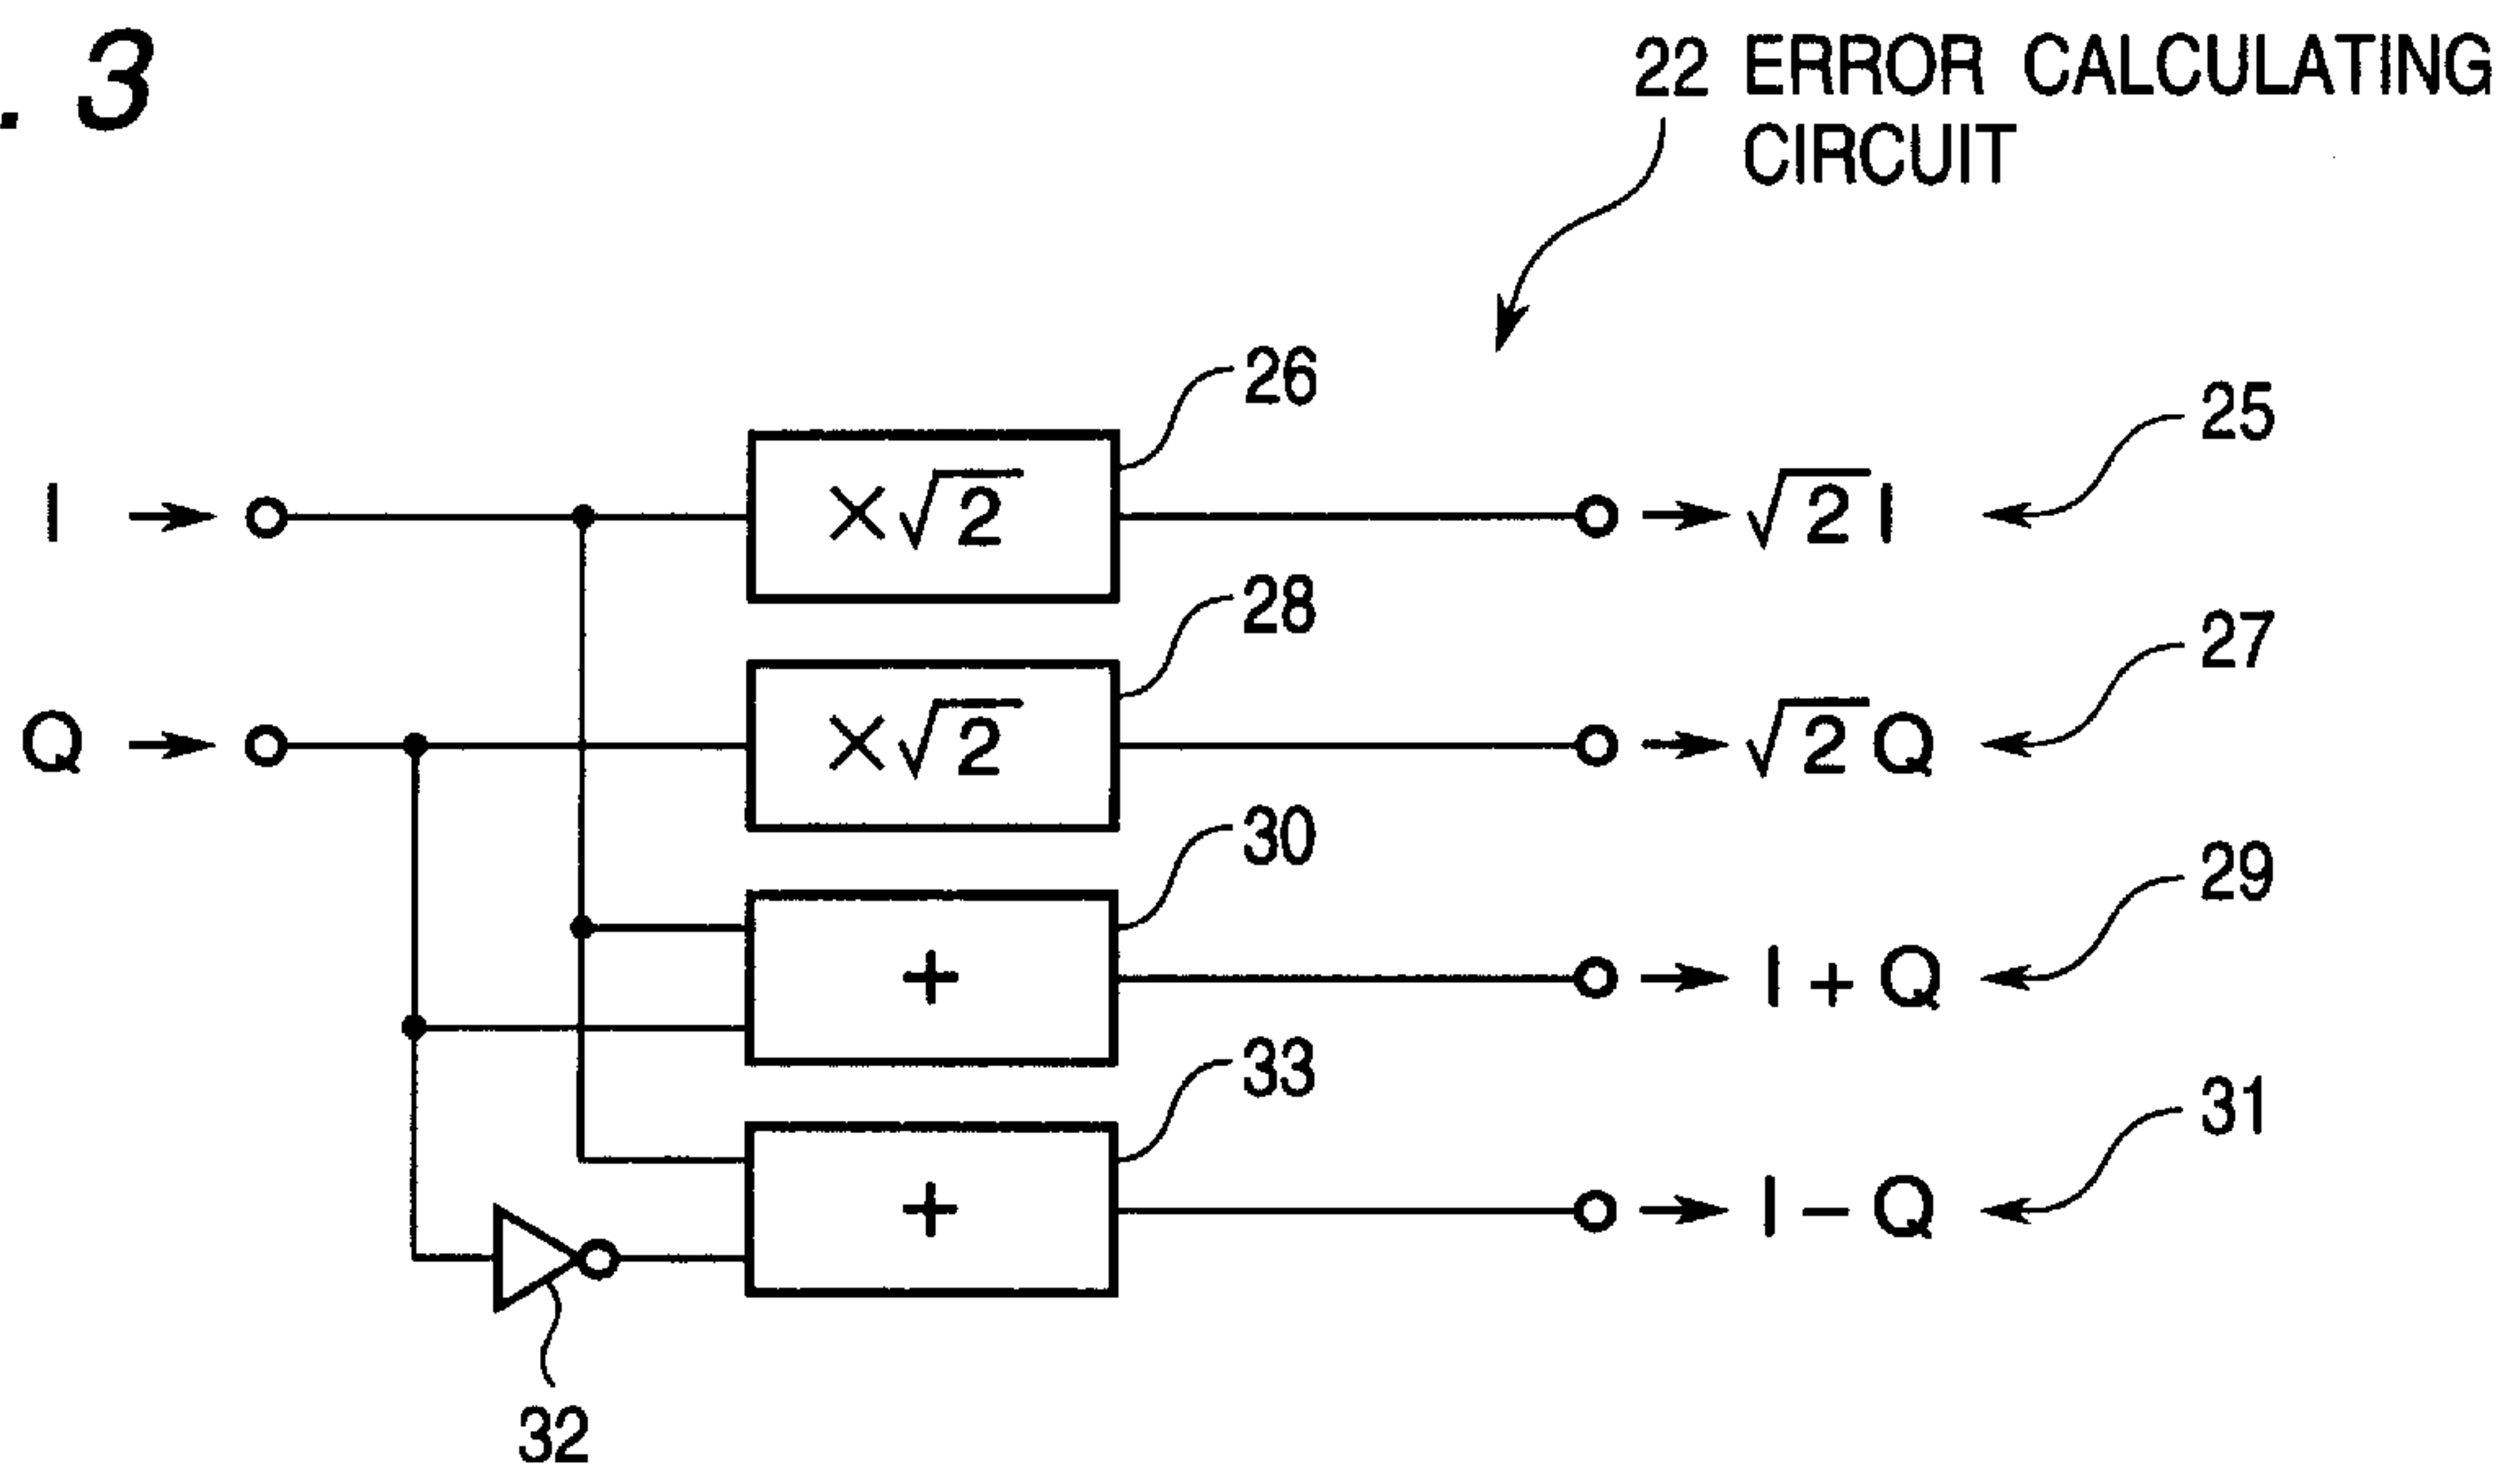 . 3
22 ERROR CALCULATING
CIRCUIT
26
25
I
×√2
√2 I
28
27
Q
×√2
√2 Q
30
29
+
I + Q
33
31
+
I − Q
32